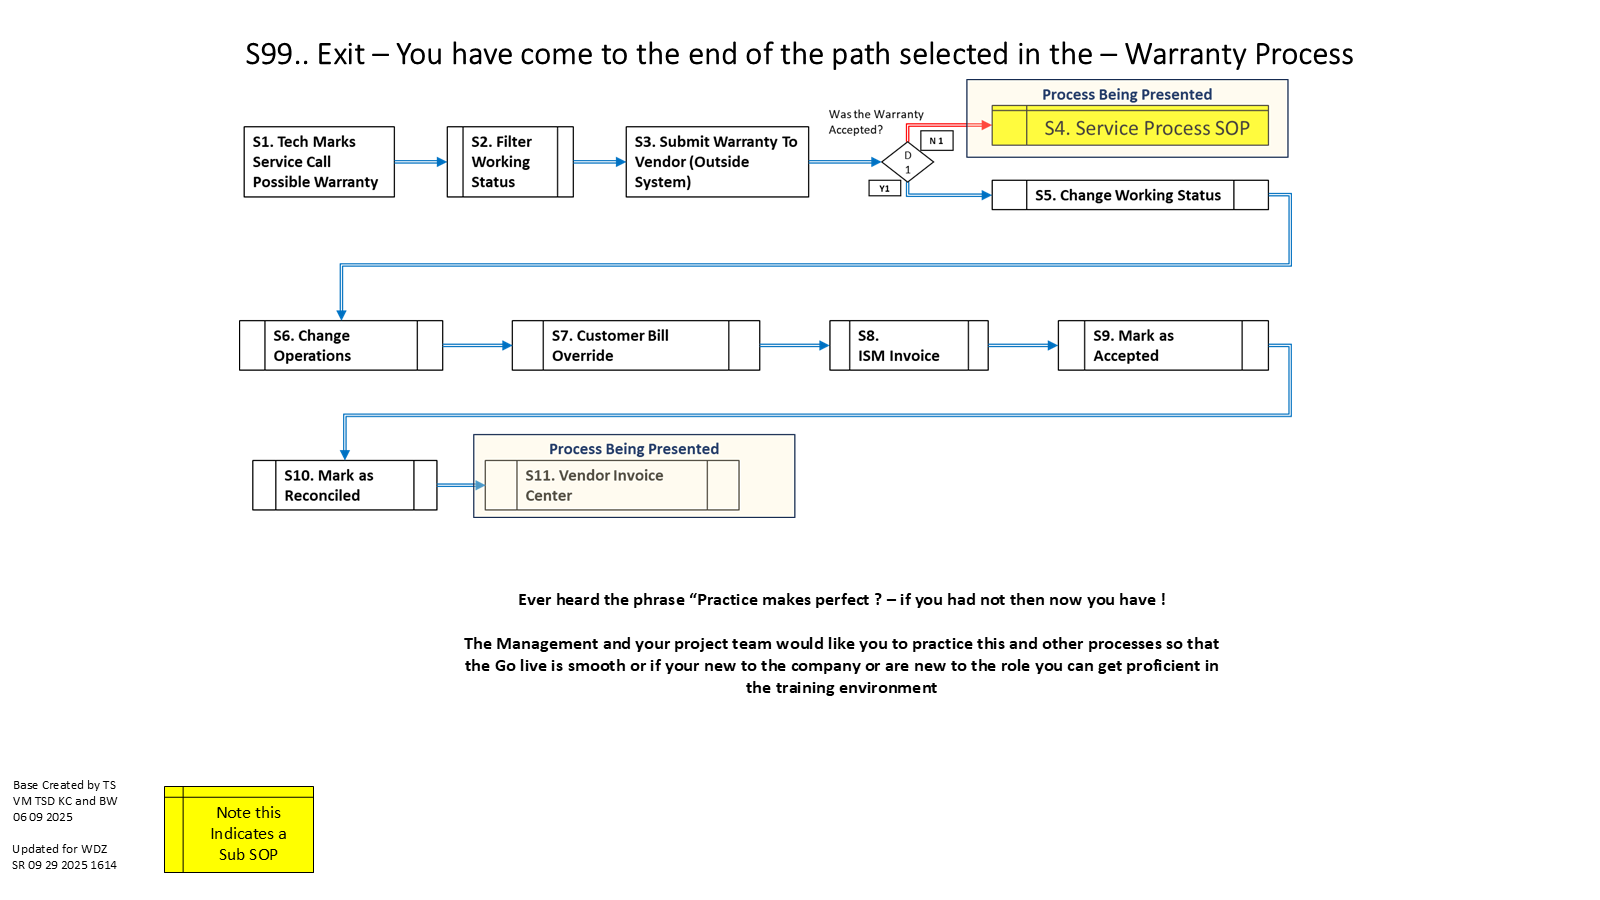 S99.. Exit – You have come to the end of the path selected in the – Warranty Process
Process Being Presented
Was the Warranty
Accepted?
S1. Tech Marks
Service Call
Possible Warranty
S2. Filter
Working
Status
S3. Submit Warranty To
Vendor (Outside
System)
D
1
N 1
Y1
S4. Service Process SOP
S5. Change Working Status
S6. Change
Operations
S7. Customer Bill
Override
S8.
ISM Invoice
S9. Mark as
Accepted
S10. Mark as
Reconciled
Process Being Presented
S11. Vendor Invoice
Center
Ever heard the phrase “Practice makes perfect ? – if you had not then now you have !
The Management and your project team would like you to practice this and other processes so that
the Go live is smooth or if your new to the company or are new to the role you can get proficient in
the training environment
Base Created by TS
VM TSD KC and BW
06 09 2025
Updated for WDZ
SR 09 29 2025 1614
Note this
Indicates a
Sub SOP